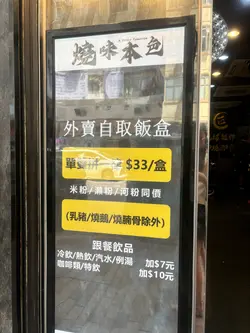 燒味本色
外賣自取飯盒
$33/盒
米粉/瀨粉/河粉同價
(乳豬/燒鵝/燒腩骨除外)
跟餐飲品
冷飲/熱飲/汽水/例湯 加$7元
咖啡類/特飲 加$10元